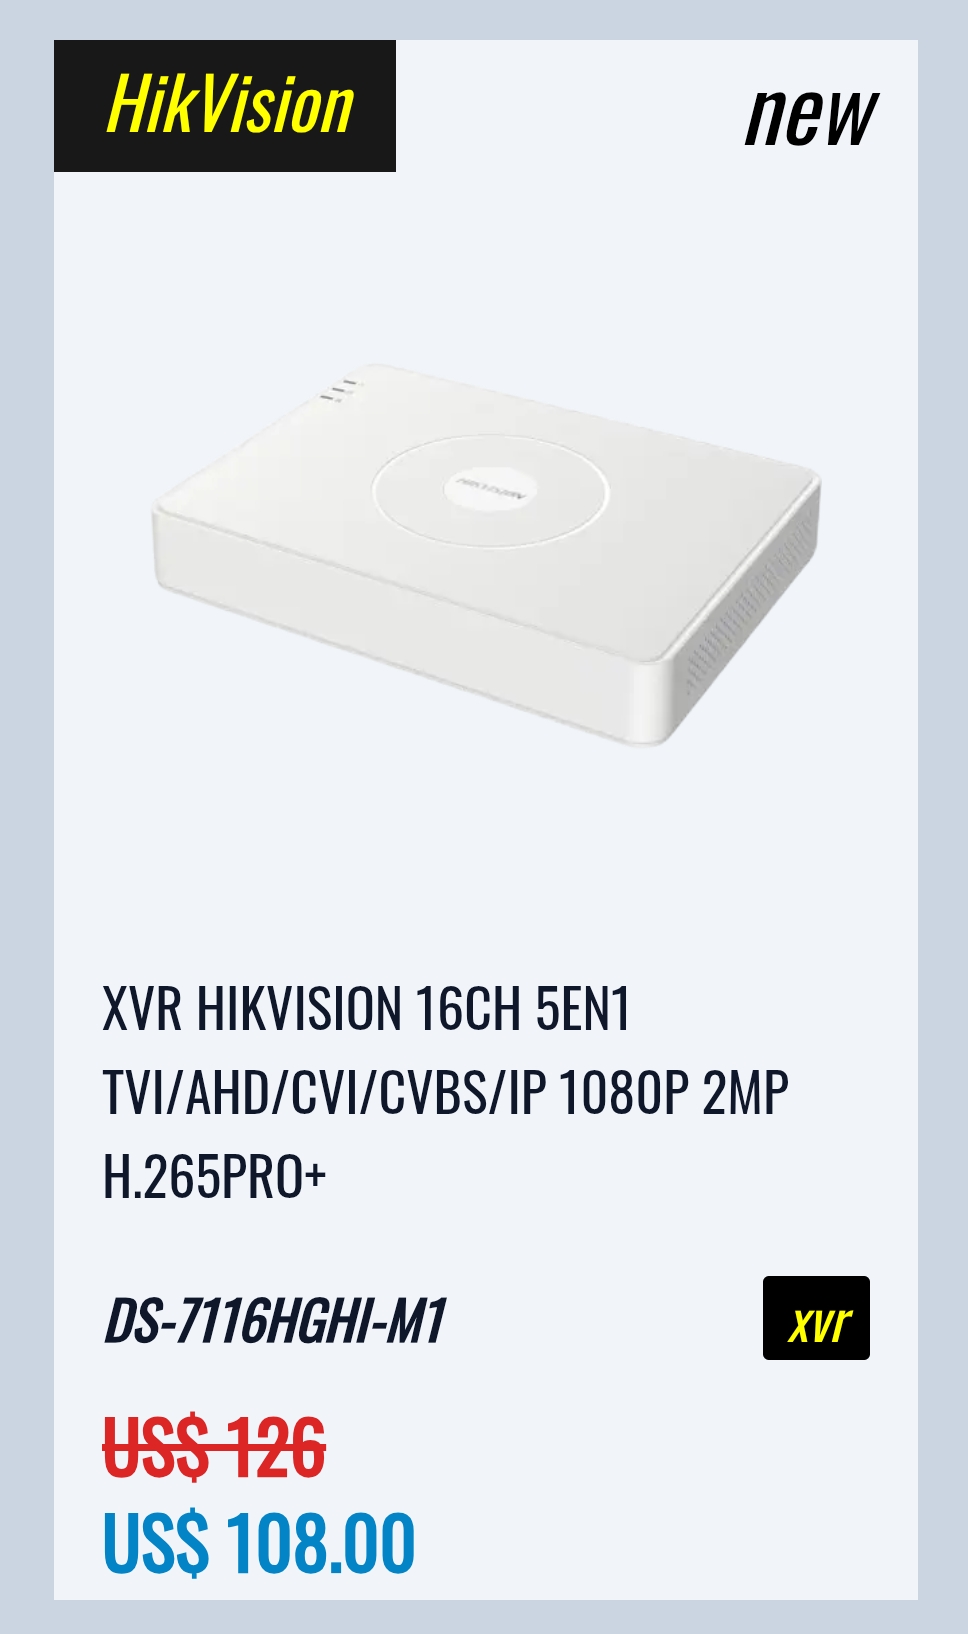 HikVision
new
HIKVISION
XVR HIKVISION 16CH 5EN1
TVI/AHD/CVI/CVBS/IP 1080P 2MP
H.265PRO+
DS-7116HGHI-M1
xvr
US$ 126
US$ 108.00